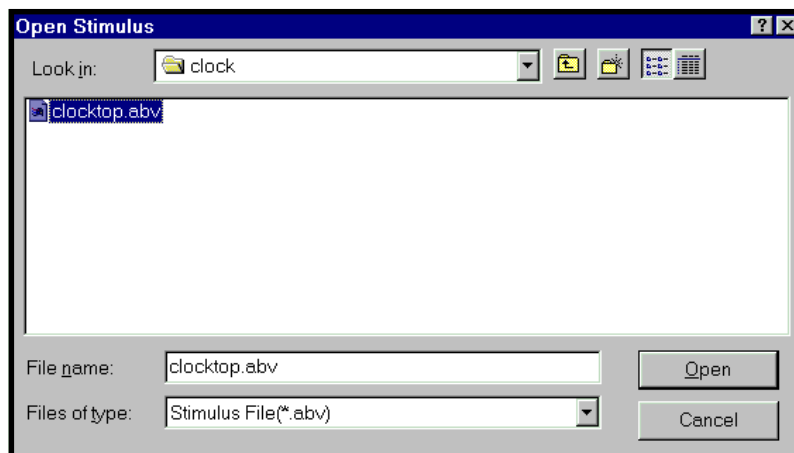 Open Stimulus
Look in: clock
clocktop.abv
File name: clocktop.abv Open
Files of type: Stimulus File(*.abv) Cancel